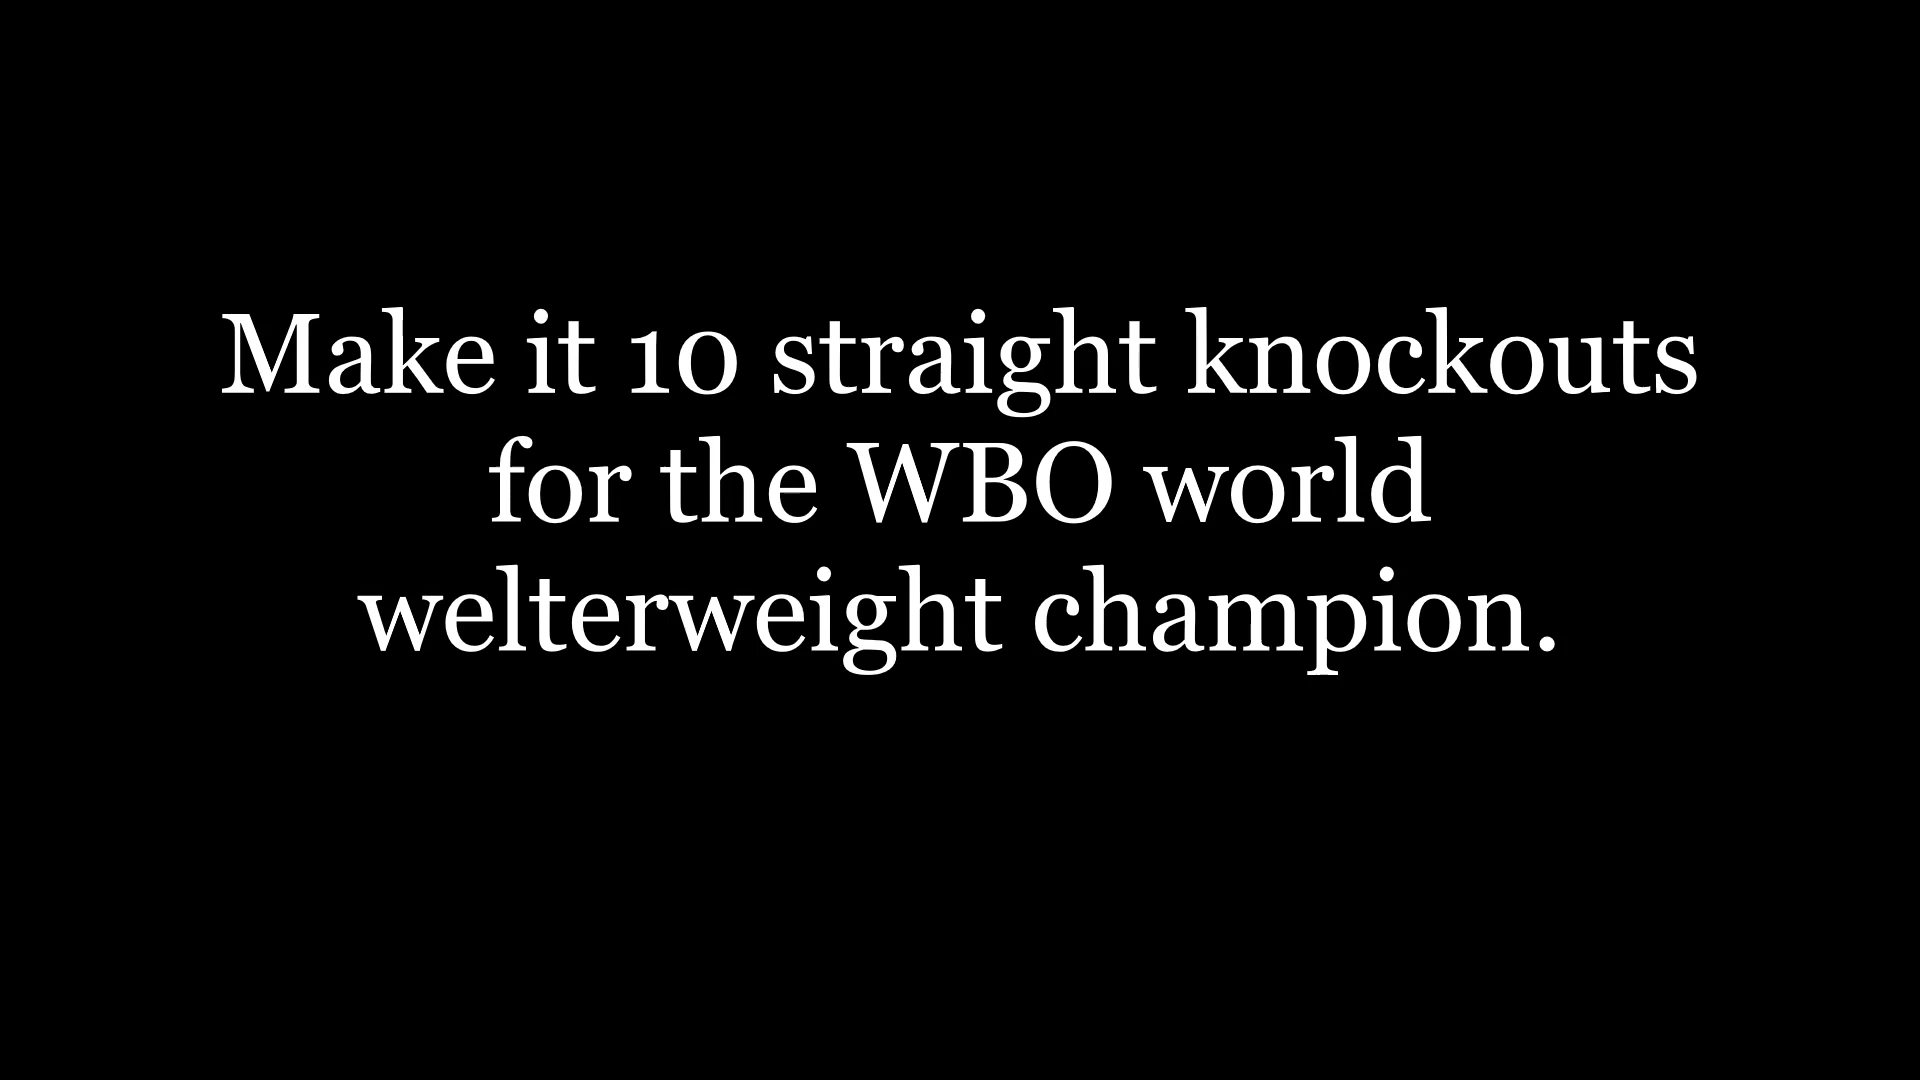 Make it 10 straight knockouts
for the WBO world
welterweight champion.